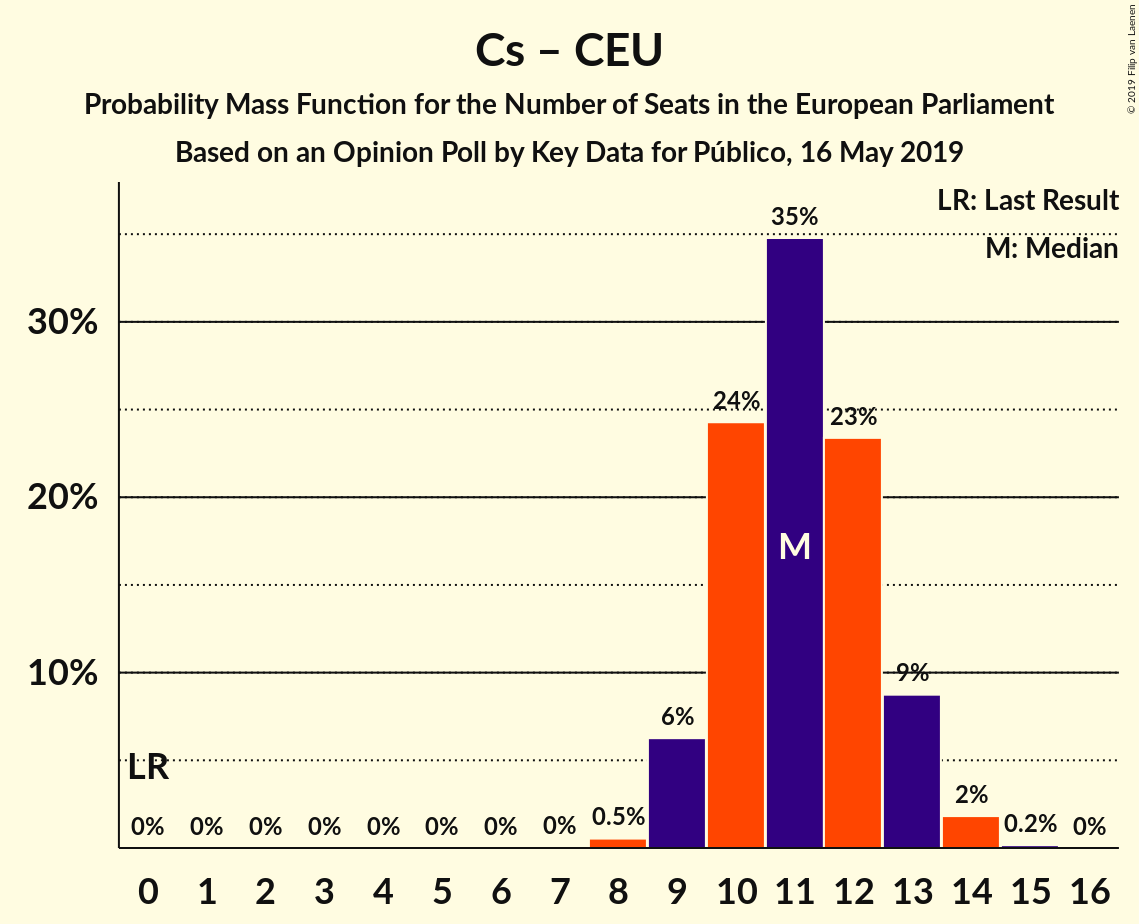 Cs – CEU
Probability Mass Function for the Number of Seats in the European Parliament
Based on an Opinion Poll by Key Data for Público, 16 May 2019
© 2019 Filip van Laenen
LR: Last Result
M: Median
35%
30%
24%
23%
20%
M
10%
9%
6%
LR
2%
0% 0% 0% 0% 0% 0% 0% 0% 0.5% 0.2% 0%
0 1 2 3 4 5 6 7 8 9 10 11 12 13 14 15 16